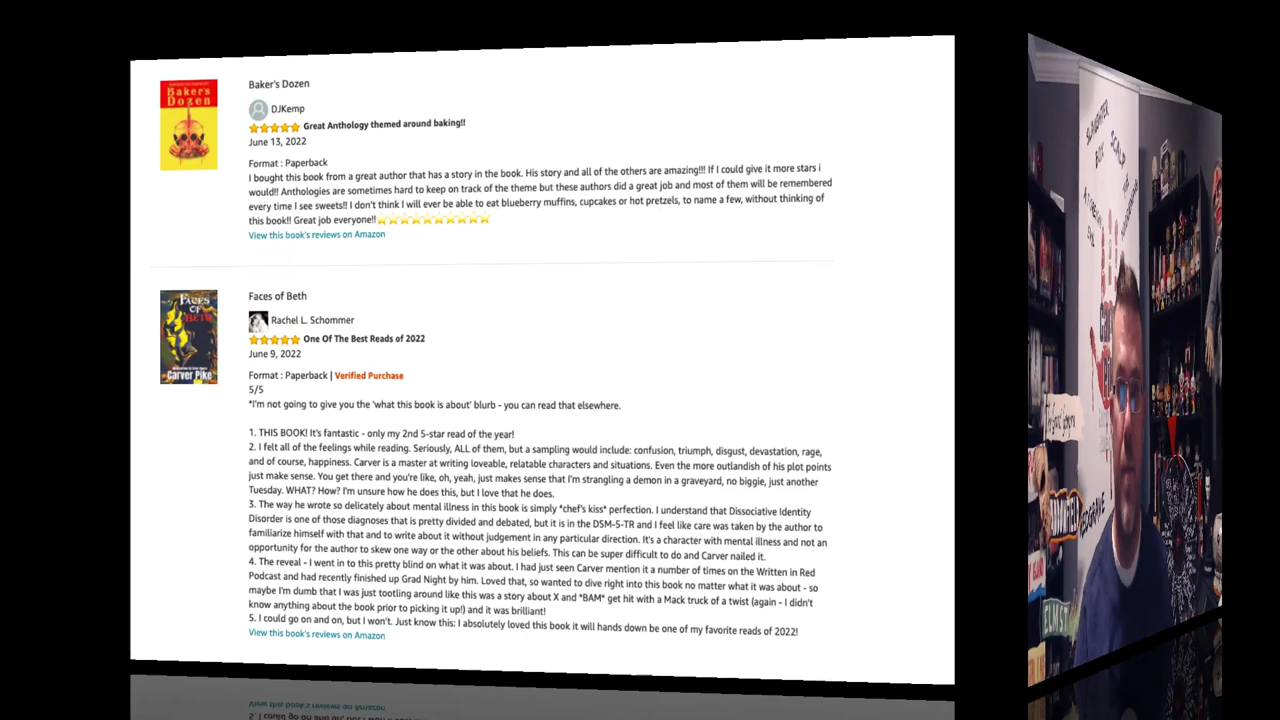 Baker's Dozen
Baker's
Dozen
DJKemp
Great Anthology themed around baking!!
June 13, 2022
Format : Paperback
I bought this book from a great author that has a story in the book. His story and all of the others are amazing!!! If I could give it more stars i
would!! Anthologies are sometimes hard to keep on track of the theme but these authors did a great job and most of them will be remembered
every time I see sweets!! I don't think I will ever be able to eat blueberry muffins, cupcakes or hot pretzels, to name a few, without thinking of
this book!! Great job everyone!!
View this book's reviews on Amazon
Faces of Beth
FACES
OF
BETH
Carver Pike
Rachel L. Schommer
One Of The Best Reads of 2022
June 9, 2022
Format : Paperback | Verified Purchase
5/5
*I'm not going to give you the 'what this book is about' blurb - you can read that elsewhere.
1. THIS BOOK! It's fantastic - only my 2nd 5-star read of the year!
2. I felt all of the feelings while reading. Seriously, ALL of them, but a sampling would include: confusion, triumph, disgust, devastation, rage,
and of course, happiness. Carver is a master at writing loveable, relatable characters and situations. Even the more outlandish of his plot points
just make sense. You get there and you're like, oh, yeah, just makes sense that I'm strangling a demon in a graveyard, no biggie, just another
Tuesday. WHAT? How? I'm unsure how he does this, but I love that he does.
3. The way he wrote so delicately about mental illness in this book is simply *chef's kiss* perfection. I understand that Dissociative Identity
Disorder is one of those diagnoses that is pretty divided and debated, but it is in the DSM-5-TR and I feel like care was taken by the author to
familiarize himself with that and to write about it without judgement in any particular direction. It's a character with mental illness and not an
opportunity for the author to skew one way or the other about his beliefs. This can be super difficult to do and Carver nailed it.
4. The reveal - I went in to this pretty blind on what it was about. I had just seen Carver mention it a number of times on the Written in Red
Podcast and had recently finished up Grad Night by him. Loved that, so wanted to dive right into this book no matter what it was about - so
maybe I'm dumb that I was just tootling around like this was a story about X and *BAM* get hit with a Mack truck of a twist (again - I didn't
know anything about the book prior to picking it up!) and it was brilliant!
5. I could go on and on, but I won't. Just know this: I absolutely loved this book it will hands down be one of my favorite reads of 2022!
View this book's reviews on Amazon